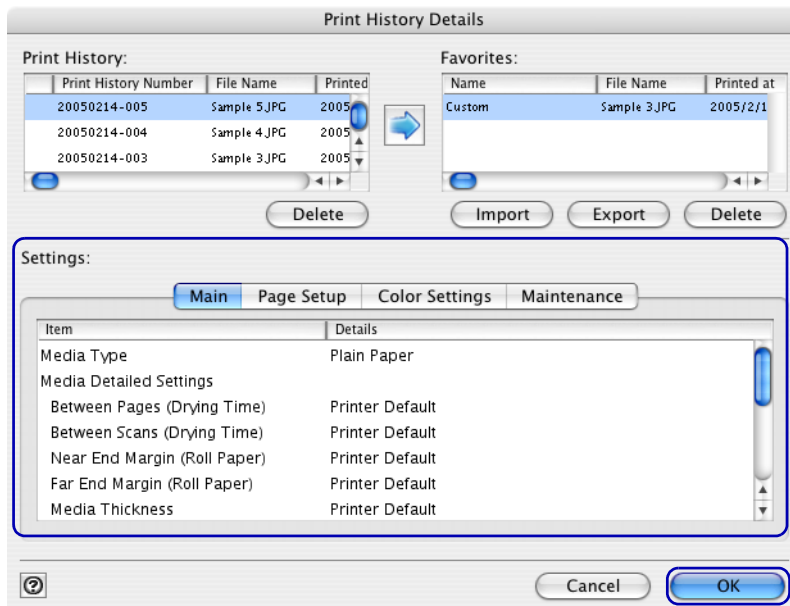 Print History Details
Print History: Favorites:
Print History Number File Name Printed Name File Name Printed at
20050214-005 Sample 5.JPG 2005 Custom Sample 3.JPG 2005/2/1
20050214-004 Sample 4.JPG 2005
20050214-003 Sample 3.JPG 2005
Delete Import Export Delete
Settings:
Main Page Setup Color Settings Maintenance
Item Details
Media Type Plain Paper
Media Detailed Settings
Between Pages (Drying Time) Printer Default
Between Scans (Drying Time) Printer Default
Near End Margin (Roll Paper) Printer Default
Far End Margin (Roll Paper) Printer Default
Media Thickness Printer Default
? Cancel OK